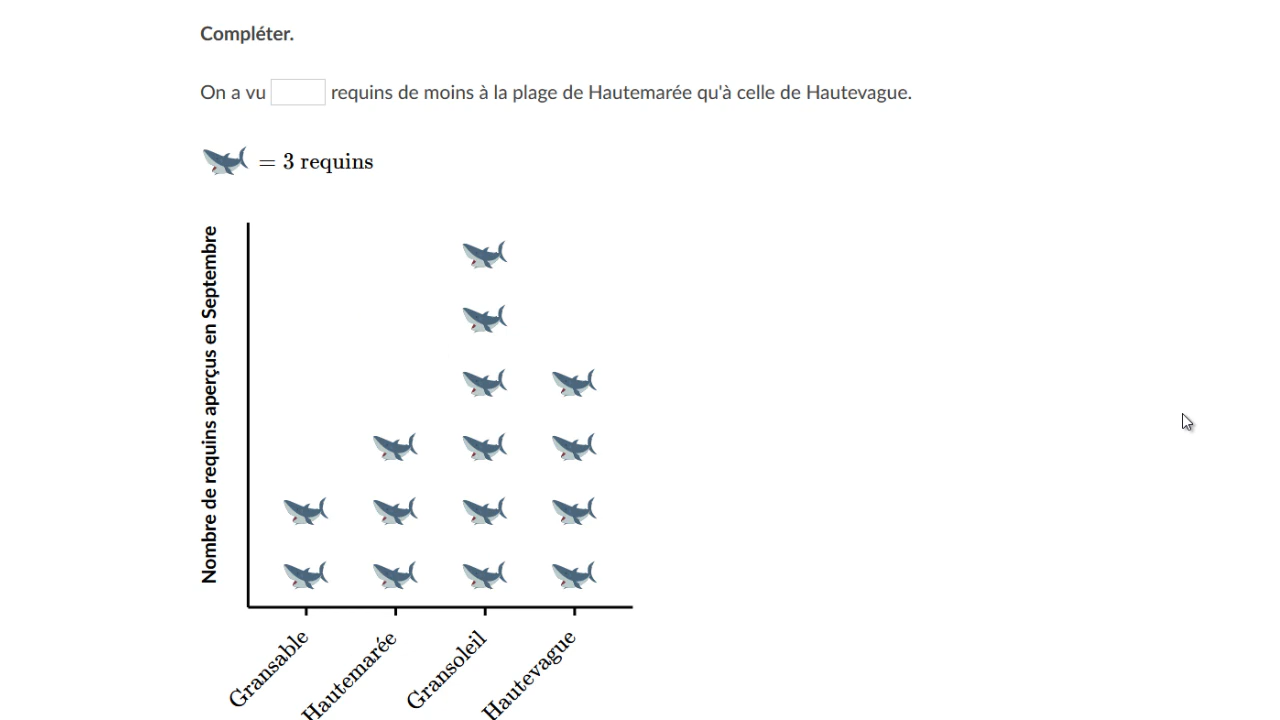 Compléter.
On a vu requins de moins à la plage de Hautemarée qu'à celle de Hautevague.
= 3 requins
Nombre de requins aperçus en Septembre
Gransable
Hautemarée
Gransoleil
Hautevague